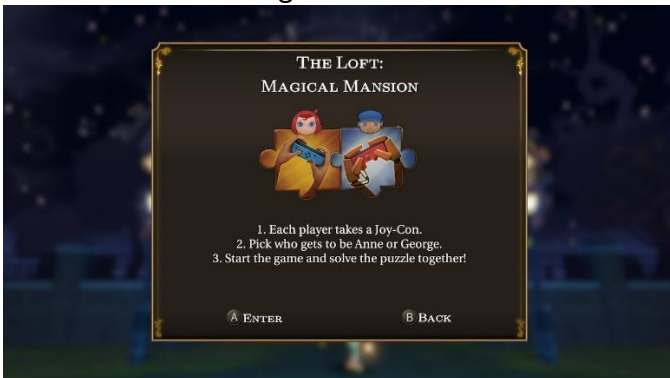 THE LOFT:
MAGICAL MANSION
1. Each player takes a Joy-Con.
2. Pick who gets to be Anne or George.
3. Start the game and solve the puzzle together!
A ENTER
B BACK